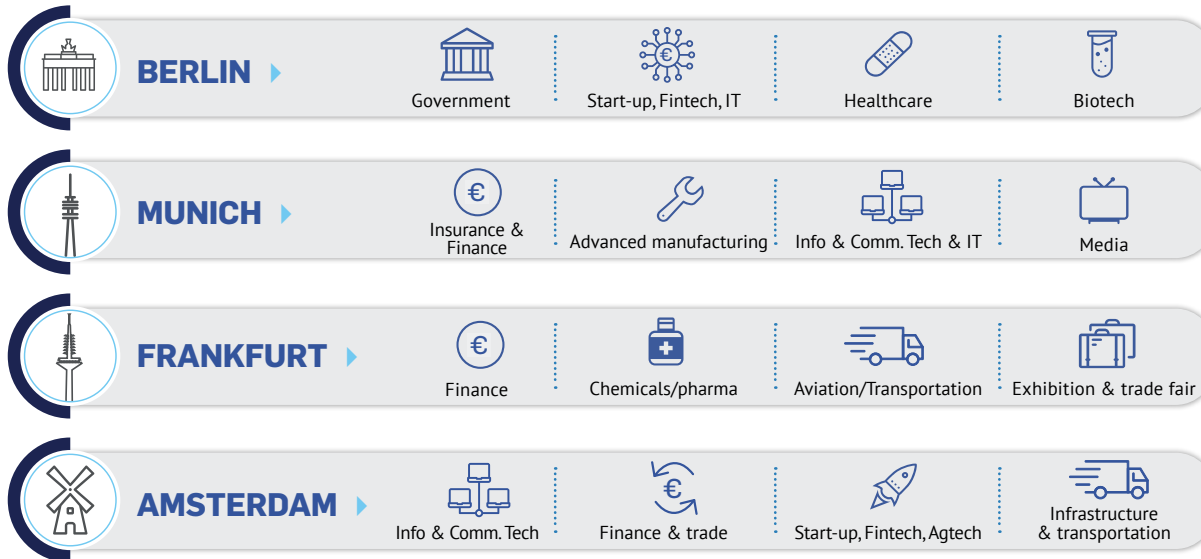 BERLIN
Government
Start-up, Fintech, IT
Healthcare
Biotech
MUNICH
Insurance &
Finance
Advanced manufacturing
Info & Comm. Tech & IT
Media
FRANKFURT
Finance
Chemicals/pharma
Aviation/Transportation
Exhibition & trade fair
AMSTERDAM
Info & Comm. Tech
Finance & trade
Start-up, Fintech, Agtech
Infrastructure
& transportation